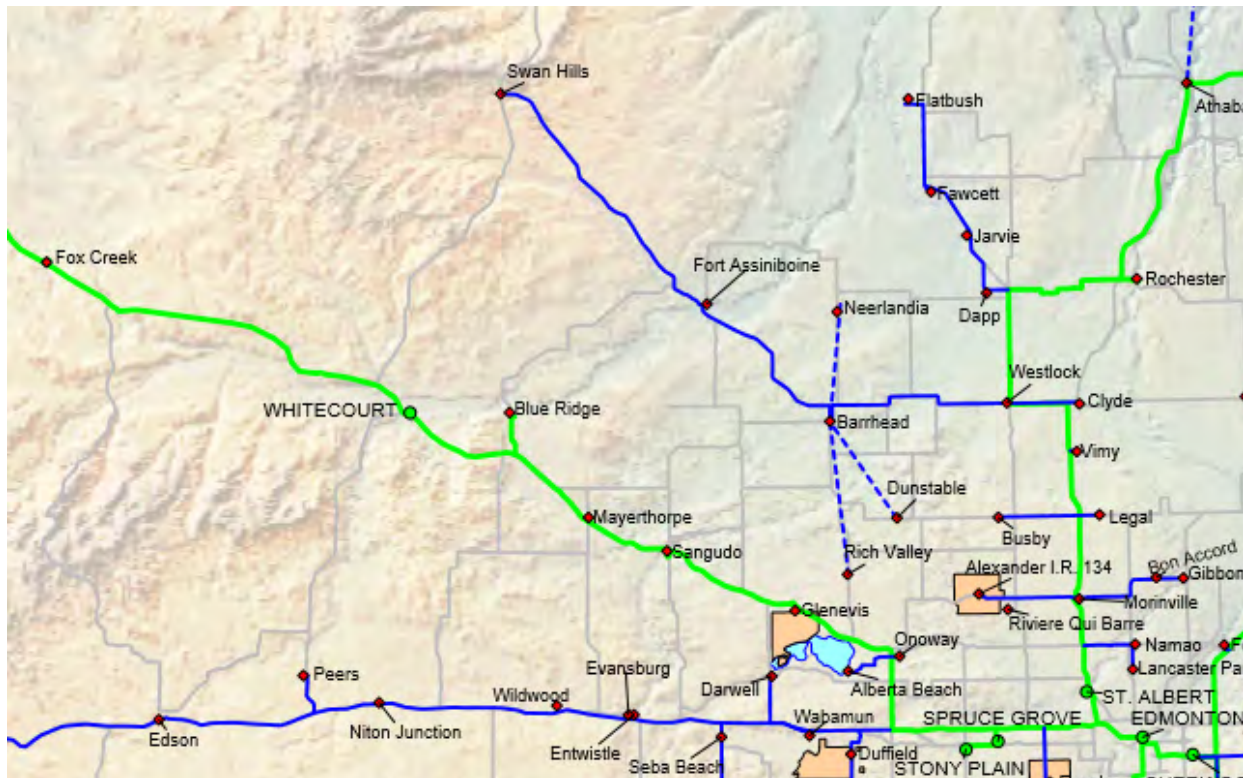 Swan Hills
Flatbush
Athaba
Fawcett
Jarvie
Fox Creek
Fort Assiniboine
Rochester
Neerlandia
Dapp
Westlock
WHITECOURT
Blue Ridge
Clyde
Barrhead
Vimy
Dunstable
Mayerthorpe
Legal
Busby
Sangudo
Rich Valley
Bon Accord
Alexander I.R. 134
Gibbon
Glenevis
Morinville
Riviere Qui Barre
Onoway
Namao
Peers
Evansburg
Darwell
Alberta Beach
Lancaster Pa
Wildwood
ST. ALBERT
Wabamun
SPRUCE GROVE
EDMONTON
Edson
Niton Junction
Entwistle
Seba Beach
Duffield
STONY PLAIN